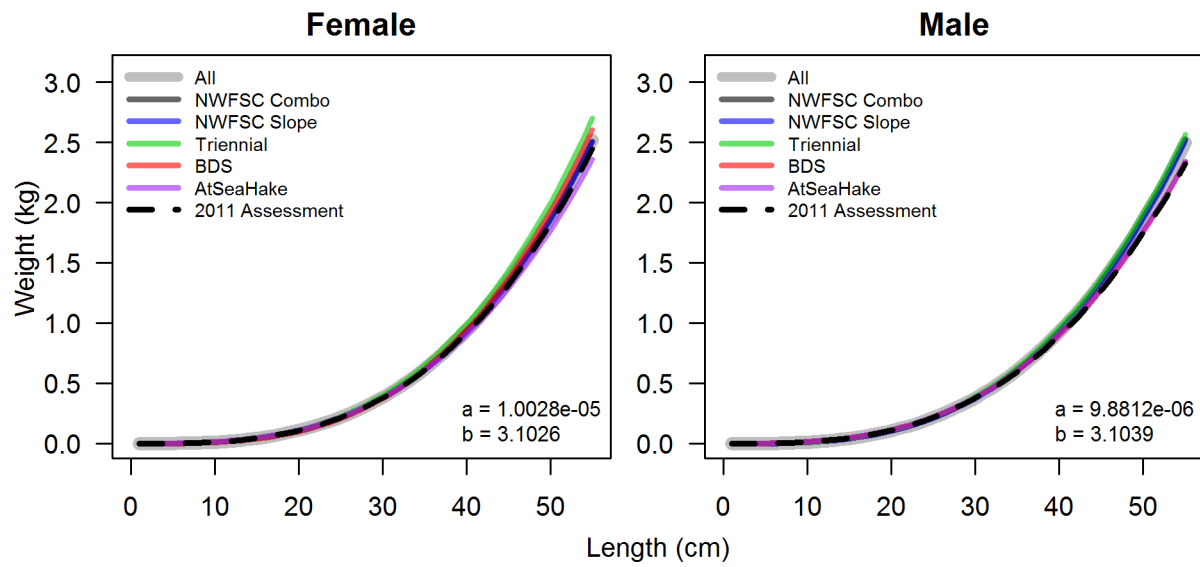 Female
Male
Weight (kg)
3.0
2.5
2.0
1.5
1.0
0.5
0.0
All
NWFSC Combo
NWFSC Slope
Triennial
BDS
AtSeaHake
2011 Assessment
a = 1.0028e-05
b = 3.1026
0 10 20 30 40 50
3.0
2.5
2.0
1.5
1.0
0.5
0.0
All
NWFSC Combo
NWFSC Slope
Triennial
BDS
AtSeaHake
2011 Assessment
a = 9.8812e-06
b = 3.1039
0 10 20 30 40 50
Length (cm)